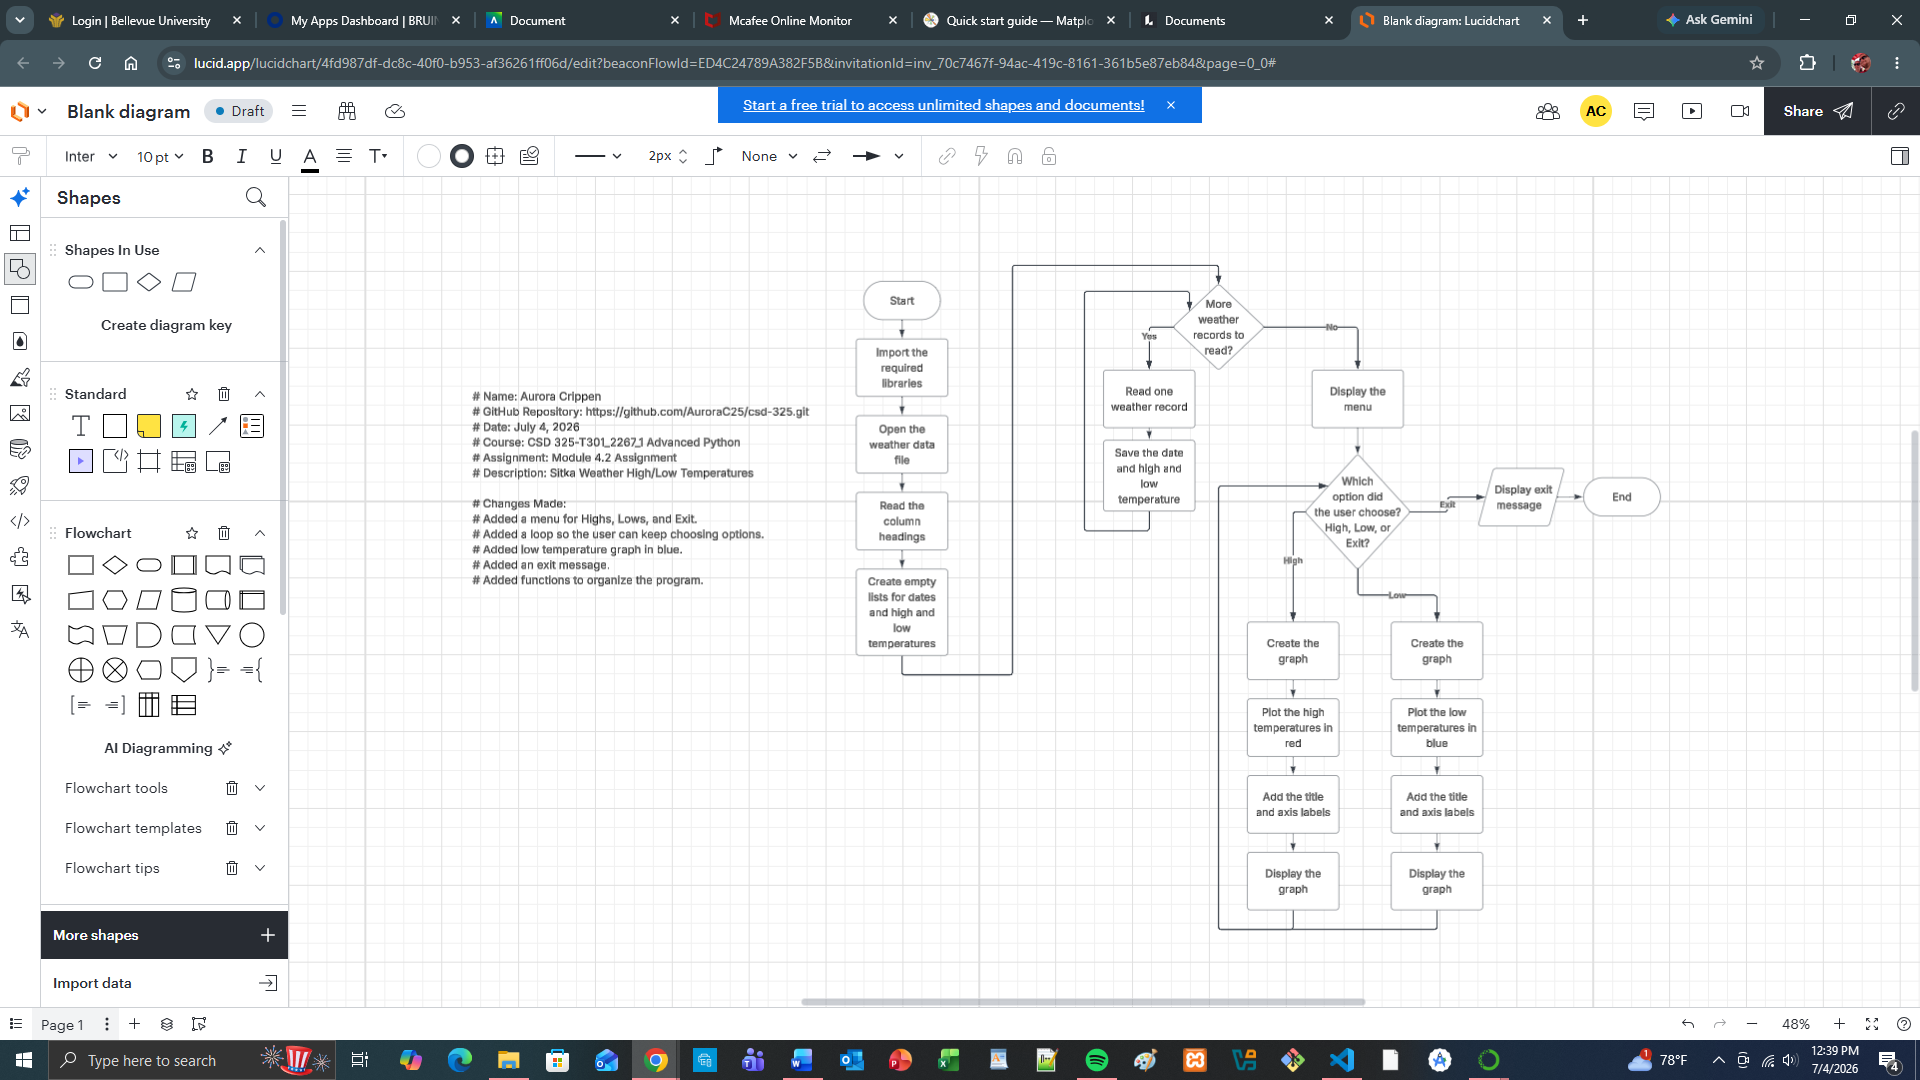 Login | Bellevue University
My Apps Dashboard | BRUIN
Document
Mcafee Online Monitor
Quick start guide — Matplo
Documents
Blank diagram: Lucidchart
Ask Gemini
lucid.app/lucidchart/4fd987df-dc8c-40f0-b953-af36261ff06d/edit?beaconFlowId=ED4C24789A382F5B&invitationId=inv_70c7467f-94ac-419c-8161-361b5e87eb84&page=0_0#
Blank diagram
Draft
Start a free trial to access unlimited shapes and documents!
AC
Share
Inter
10 pt
B
I
U
A
T
2px
None
Shapes
Shapes In Use
Create diagram key
Standard
Flowchart
AI Diagramming
Flowchart tools
Flowchart templates
Flowchart tips
More shapes
Import data
# Name: Aurora Crippen
# GitHub Repository: https://github.com/AuroraC25/csd-325.git
# Date: July 4, 2026
# Course: CSD 325-T301_2267_1 Advanced Python
# Assignment: Module 4.2 Assignment
# Description: Sitka Weather High/Low Temperatures
# Changes Made:
# Added a menu for Highs, Lows, and Exit.
# Added a loop so the user can keep choosing options.
# Added low temperature graph in blue.
# Added an exit message.
# Added functions to organize the program.
Start
Import the
required
libraries
Open the
weather data
file
Read the
column
headings
Create empty
lists for dates
and high and
low
temperatures
More
weather
records to
read?
Yes
No
Read one
weather record
Save the date
and high and
low
temperature
Display the
menu
Which
option did
the user choose?
High, Low, or
Exit?
Exit
Display exit
message
End
High
Low
Create the
graph
Plot the high
temperatures in
red
Add the title
and axis labels
Display the
graph
Create the
graph
Plot the low
temperatures in
blue
Add the title
and axis labels
Display the
graph
Page 1
48%
Type here to search
1
78°F
12:39 PM
7/4/2026
4